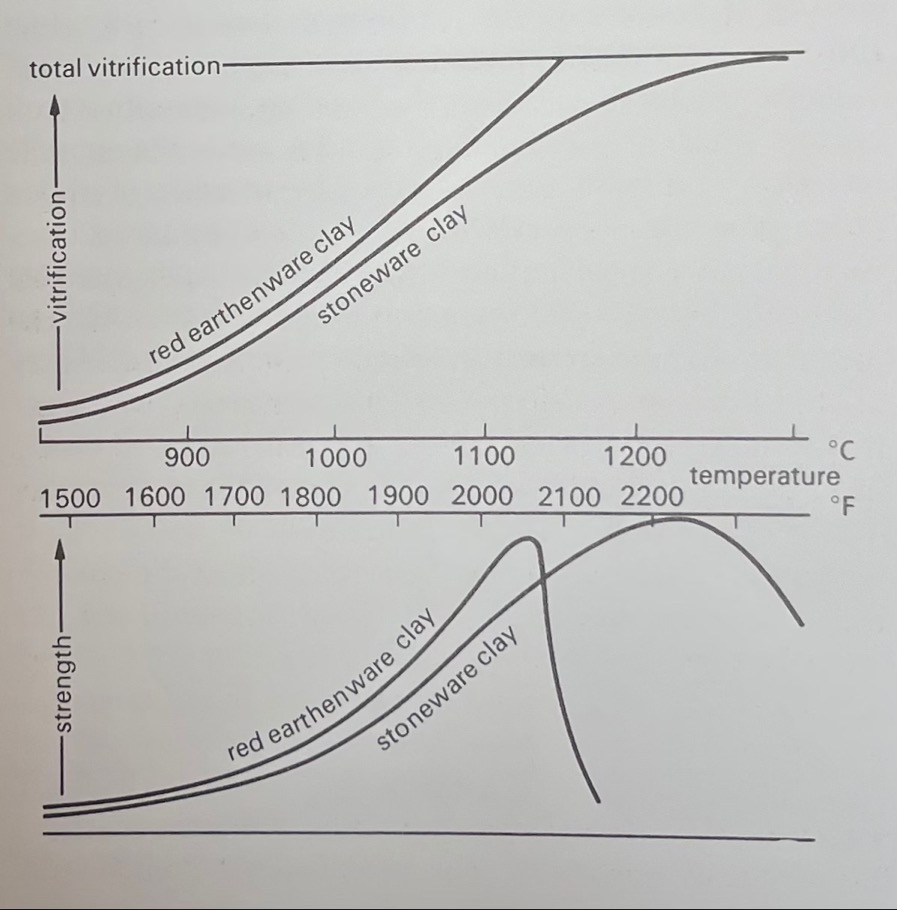 total vitrification
vitrification
red earthenware clay
stoneware clay
900 1000 1100 1200 °C
temperature
1500 1600 1700 1800 1900 2000 2100 2200 °F
strength
red earthenware clay
stoneware clay